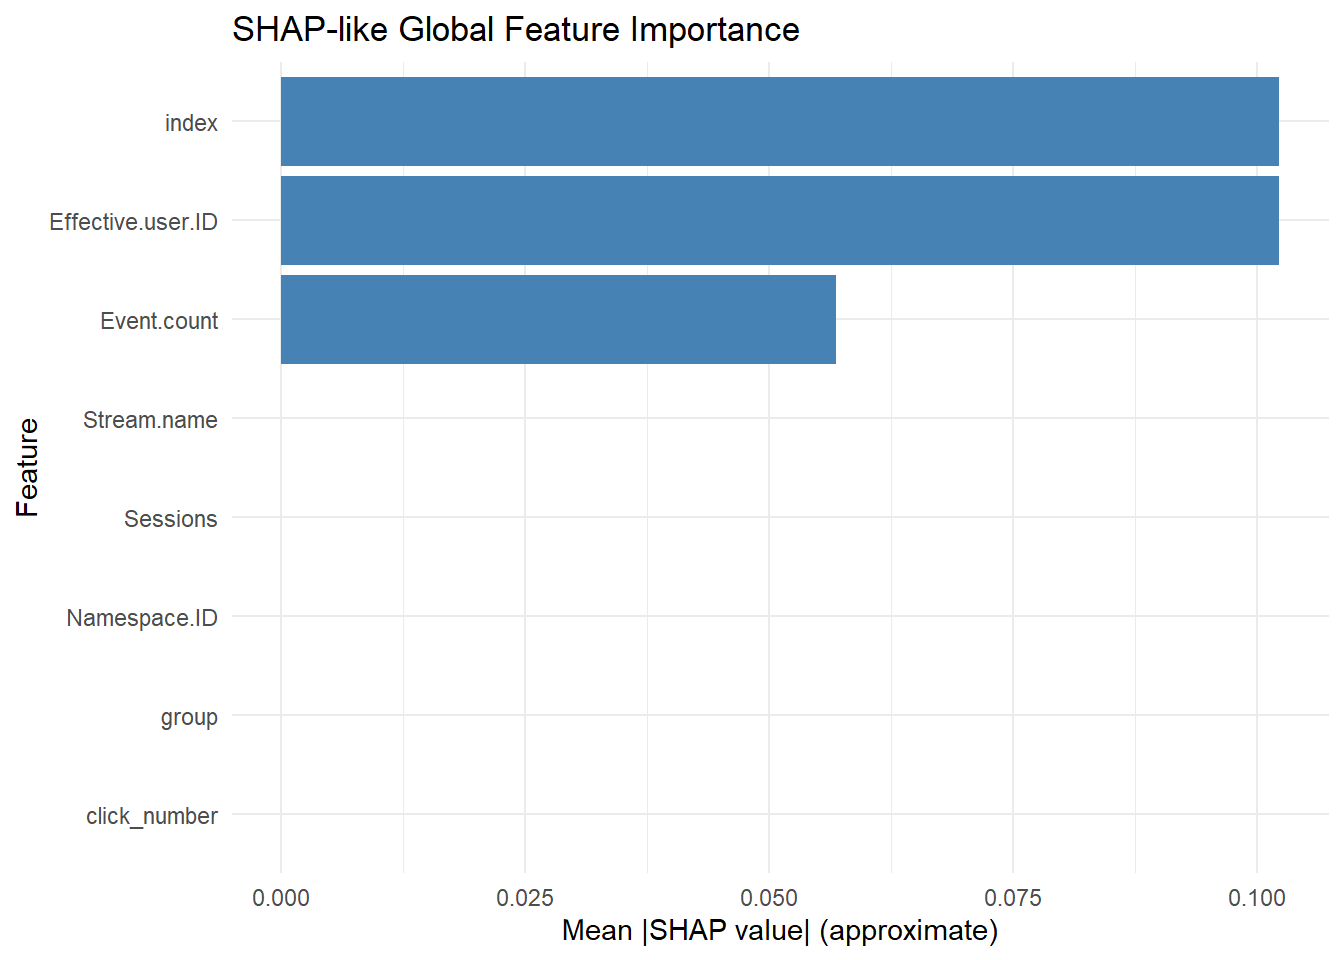 SHAP-like Global Feature Importance
index
Effective.user.ID
Event.count
Stream.name
Sessions
Namespace.ID
group
click_number
Feature
0.000 0.025 0.050 0.075 0.100
Mean |SHAP value| (approximate)